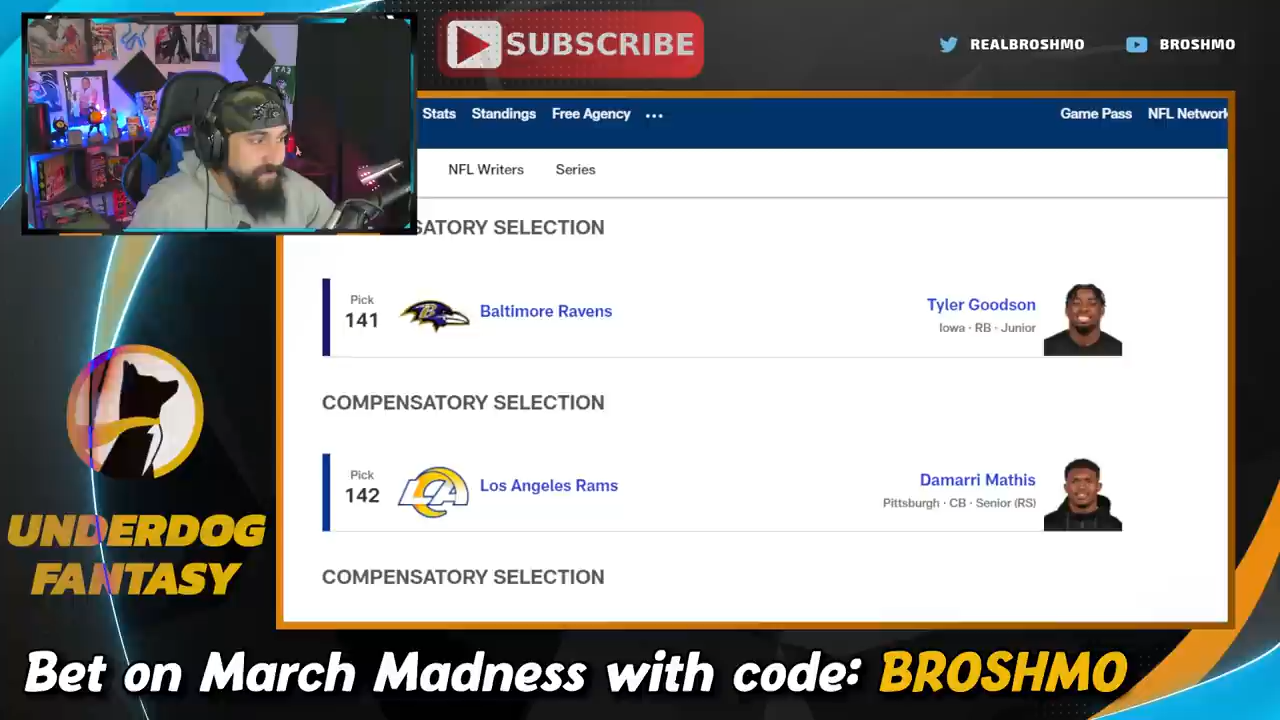 SUBSCRIBE
REALBROSHMO
BROSHMO
Stats Standings Free Agency ...
Game Pass NFL Network
NFL Writers Series
SATORY SELECTION
Pick
141
Baltimore Ravens
Tyler Goodson
Iowa · RB · Junior
COMPENSATORY SELECTION
Pick
142
LA
Los Angeles Rams
Damarri Mathis
Pittsburgh · CB · Senior (RS)
COMPENSATORY SELECTION
UNDERDOG
FANTASY
Bet on March Madness with code: BROSHMO